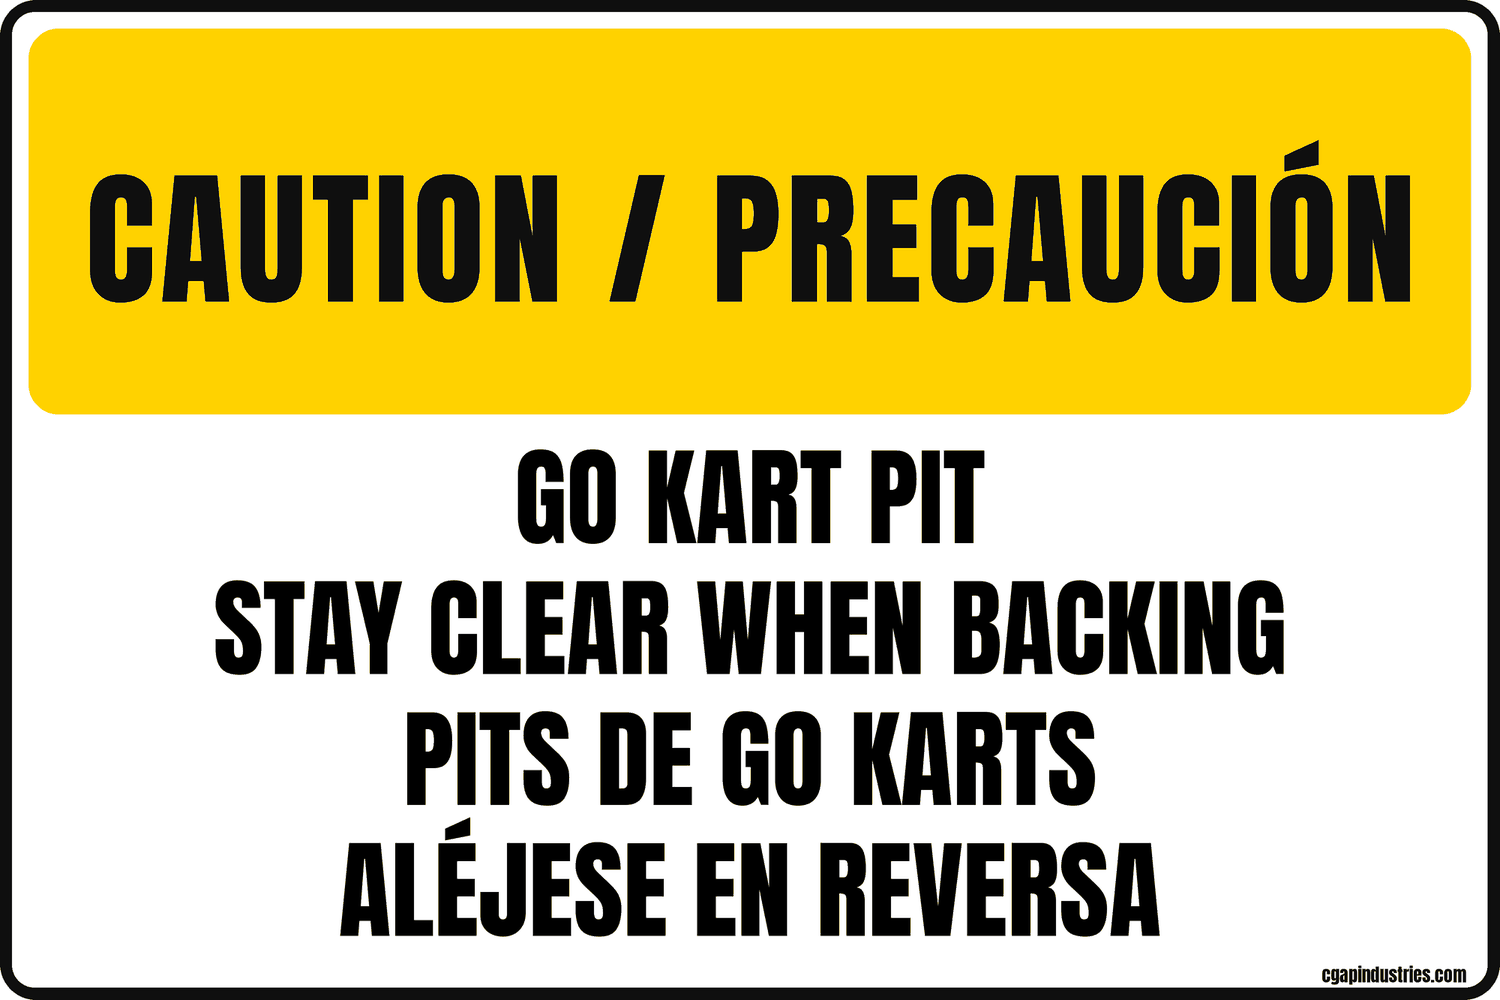 CAUTION / PRECAUCIÓN
GO KART PIT
STAY CLEAR WHEN BACKING
PITS DE GO KARTS
ALÉJESE EN REVERSA
cgapindustries.com